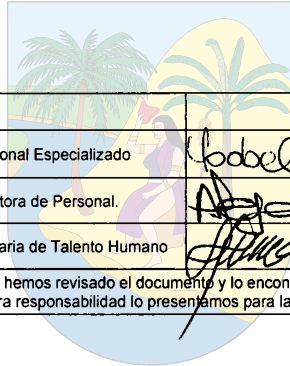 onal Especializado
tora de Personal.
aria de Talento Humano
hemos revisado el documento y lo encon
ra responsabilidad lo presentamos para la